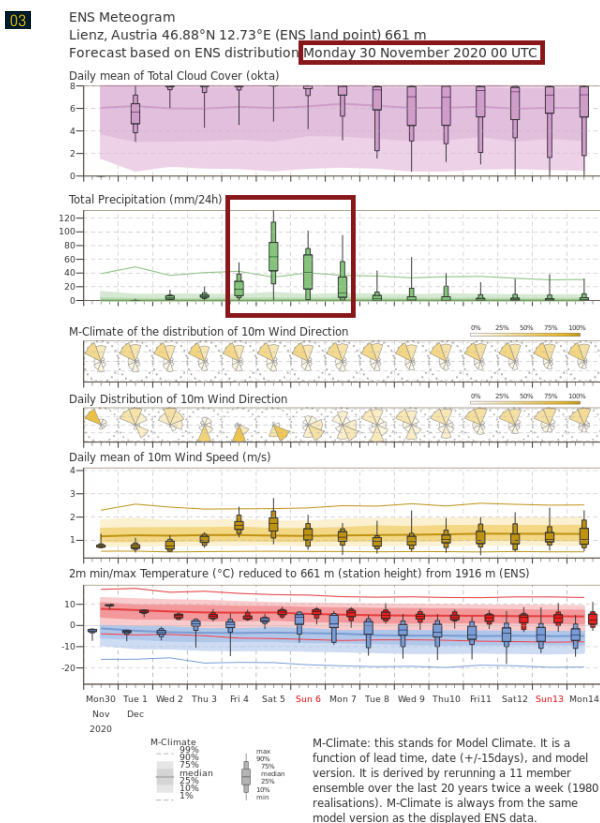 03
ENS Meteogram
Lienz, Austria 46.88°N 12.73°E (ENS land point) 661 m
Forecast based on ENS distribution Monday 30 November 2020 00 UTC
Daily mean of Total Cloud Cover (okta)
8
6
4
2
0
Total Precipitation (mm/24h)
120
100
80
60
40
20
0
M-Climate of the distribution of 10m Wind Direction
0% 25% 50% 75% 100%
Daily Distribution of 10m Wind Direction
0% 25% 50% 75% 100%
Daily mean of 10m Wind Speed (m/s)
4
3
2
1
2m min/max Temperature (°C) reduced to 661 m (station height) from 1916 m (ENS)
10
0
-10
-20
Mon30 Tue 1 Wed 2 Thu 3 Fri 4 Sat 5 Sun 6 Mon 7 Tue 8 Wed 9 Thu10 Fri11 Sat12 Sun13 Mon14
Nov Dec
2020
M-Climate
99%
90%
75%
median
25%
10%
1%
max
90%
75%
median
25%
10%
min
M-Climate: this stands for Model Climate. It is a
function of lead time, date (+/-15days), and model
version. It is derived by rerunning a 11 member
ensemble over the last 20 years twice a week (1980
realisations). M-Climate is always from the same
model version as the displayed ENS data.